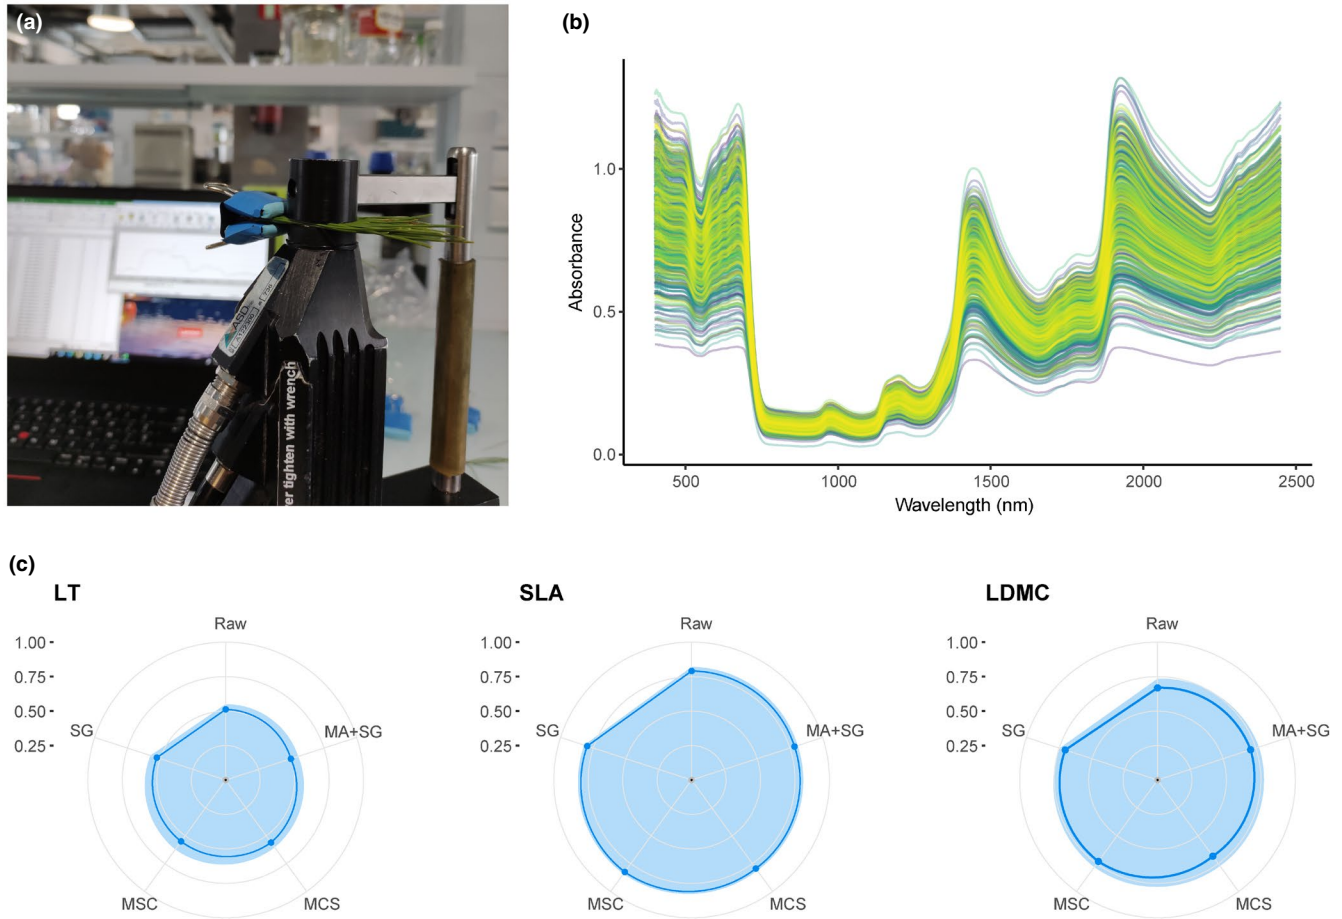 (a)
ASD
er tighten with wrench
(b)
Absorbance
1.0
0.5
0.0
500 1000 1500 2000 2500
Wavelength (nm)
(c)
LT
Raw
1.00
0.75
0.50
0.25
SG
MA+SG
MSC
MCS
SLA
Raw
1.00
0.75
0.50
0.25
SG
MA+SG
MSC
MCS
LDMC
Raw
1.00
0.75
0.50
0.25
SG
MA+SG
MSC
MCS